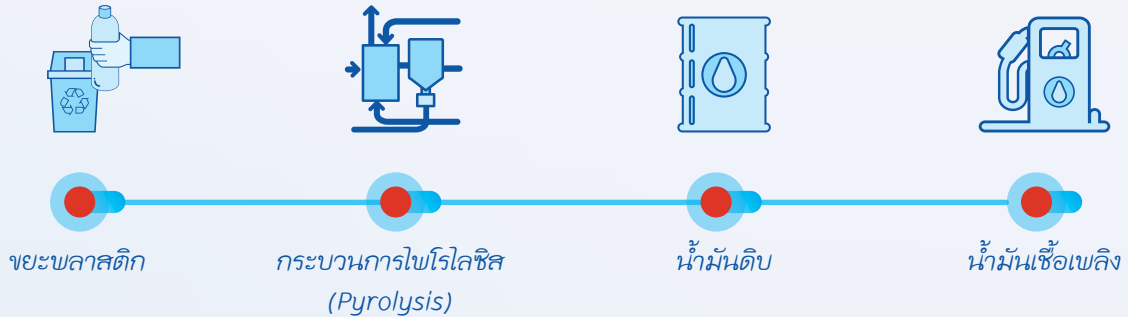 ขยะพลาสติก
กระบวนการไพโรไลซิส
(Pyrolysis)
น้ำมันดิบ
น้ำมันเชื้อเพลิง